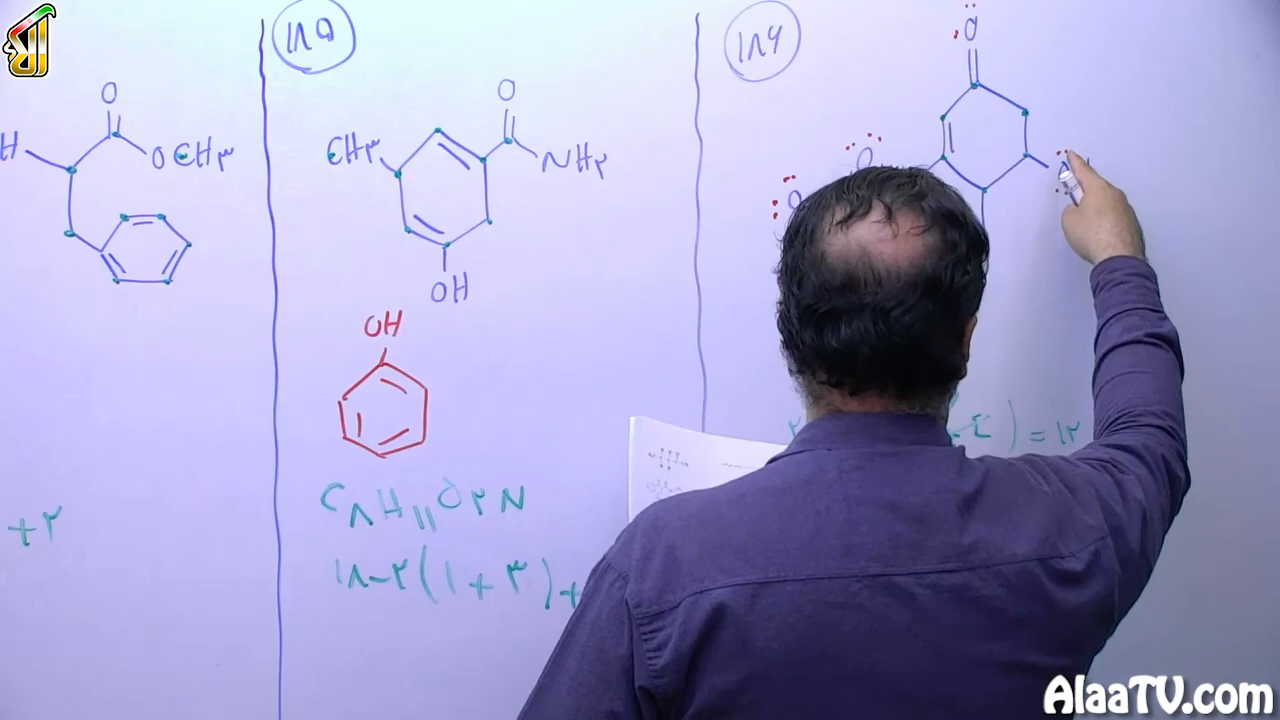 ۱۸۵
۱۸۶
O
H
OCH۳
O
CH۳
NH۲
OH
OH
C۸H۱۱O۲N
۱۸-۲(۱+۳)+
+۲
O
O
O
) = ۱۲
AlaaTV.com